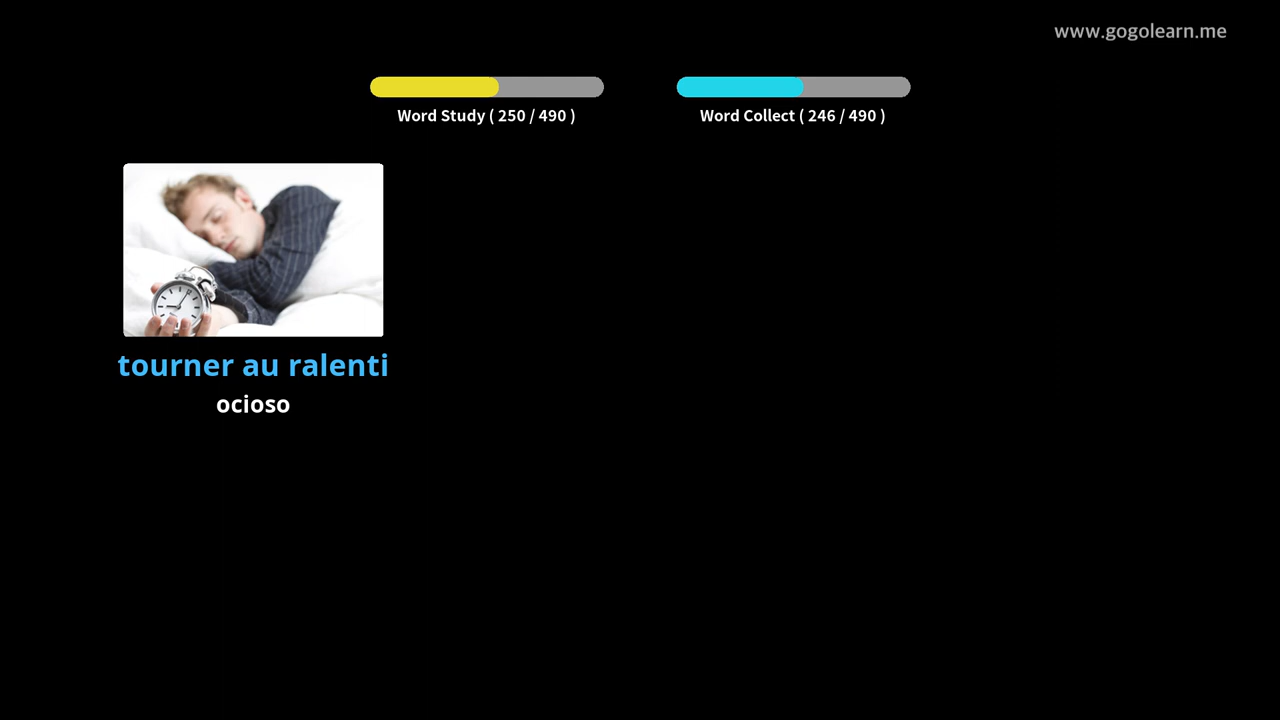 www.gogolearn.me
Word Study ( 250 / 490 )
Word Collect ( 246 / 490 )
tourner au ralenti
ocioso